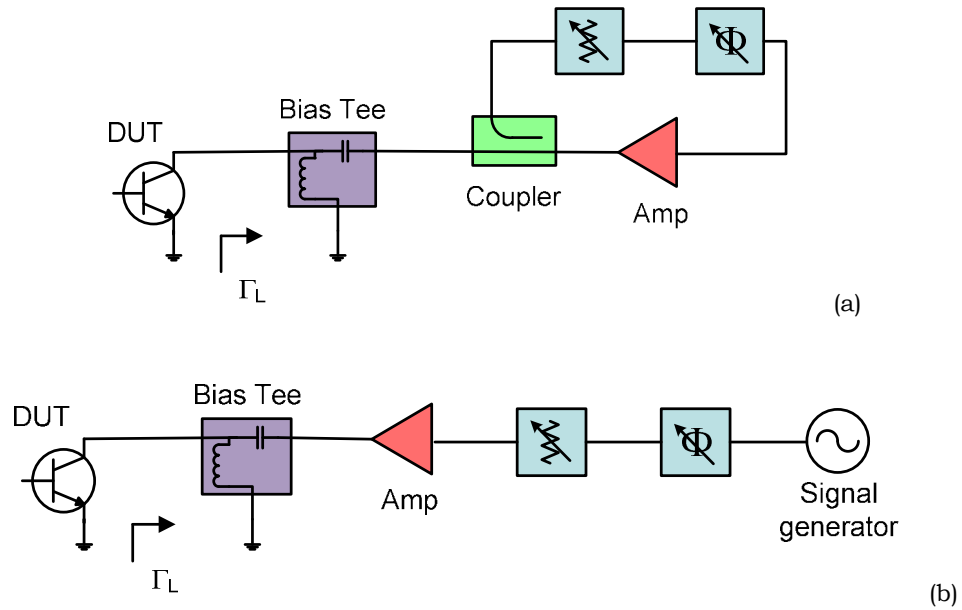 Φ
Bias Tee
DUT
Coupler
Amp
ΓL
(a)
Bias Tee
DUT
Φ
Amp
Signal
generator
ΓL
(b)